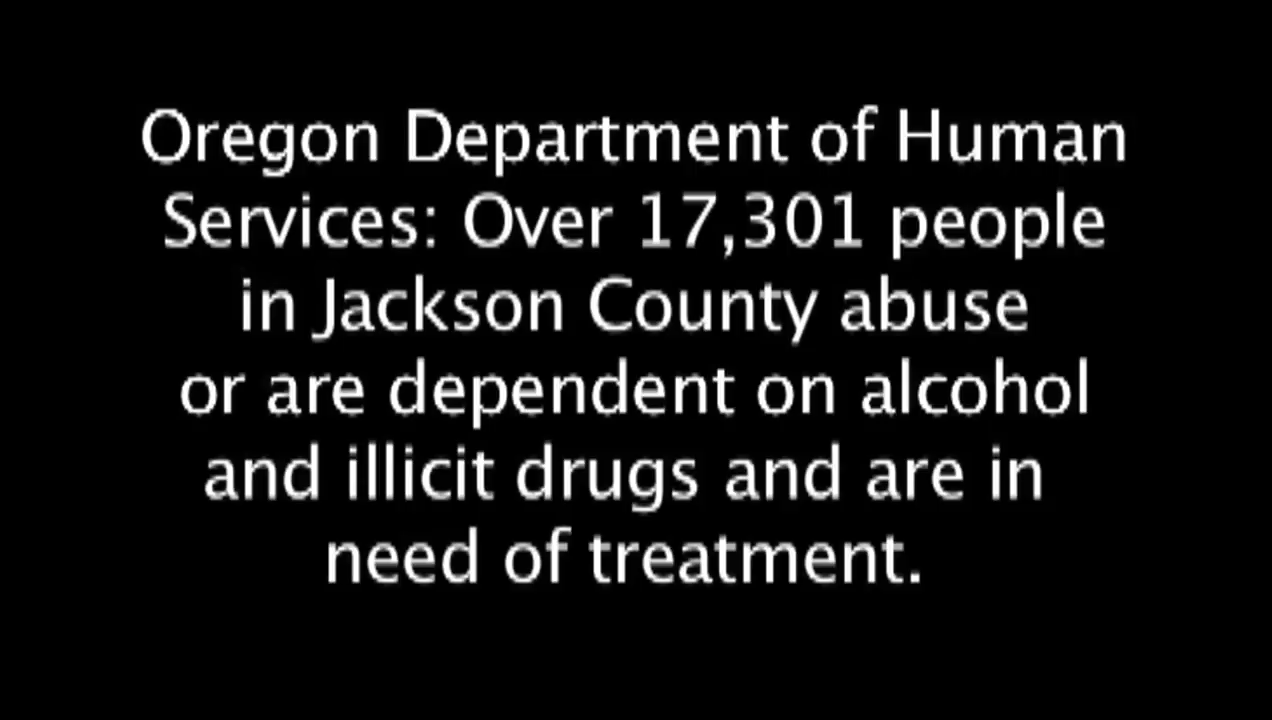 Oregon Department of Human
Services: Over 17,301 people
in Jackson County abuse
or are dependent on alcohol
and illicit drugs and are in
need of treatment.